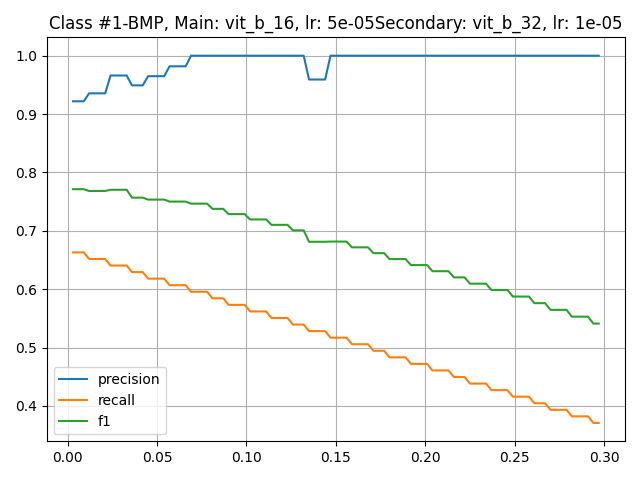 Class #1-BMP, Main: vit_b_16, lr: 5e-05Secondary: vit_b_32, lr: 1e-05
1.0
0.9
0.8
0.7
0.6
0.5
0.4
precision
recall
f1
0.00 0.05 0.10 0.15 0.20 0.25 0.30